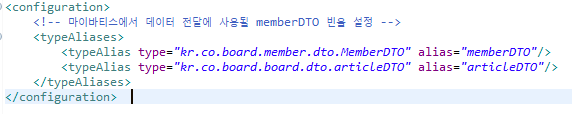 <configuration>
<!-- 마이바티스에서 데이터 전달에 사용될 memberDTO 빈을 설정 -->
<typeAliases>
<typeAlias type="kr.co.board.member.dto.MemberDTO" alias="memberDTO"/>
<typeAlias type="kr.co.board.board.dto.articleDTO" alias="articleDTO"/>
</typeAliases>
</configuration>